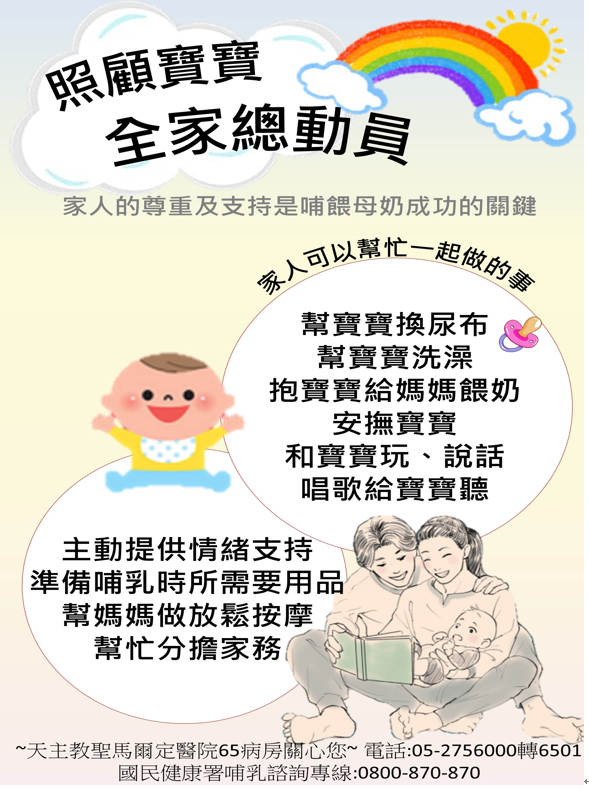 照顧寶寶
全家總動員
家人的尊重及支持是哺餵母奶成功的關鍵
家人可以幫忙一起做的事
幫寶寶換尿布
幫寶寶洗澡
抱寶寶給媽媽餵奶
安撫寶寶
和寶寶玩、說話
唱歌給寶寶聽
主動提供情緒支持
準備哺乳時所需要用品
幫媽媽做放鬆按摩
幫忙分擔家務
~天主教聖馬爾定醫院65病房關心您~ 電話:05-2756000轉6501
國民健康署哺乳諮詢專線:0800-870-870